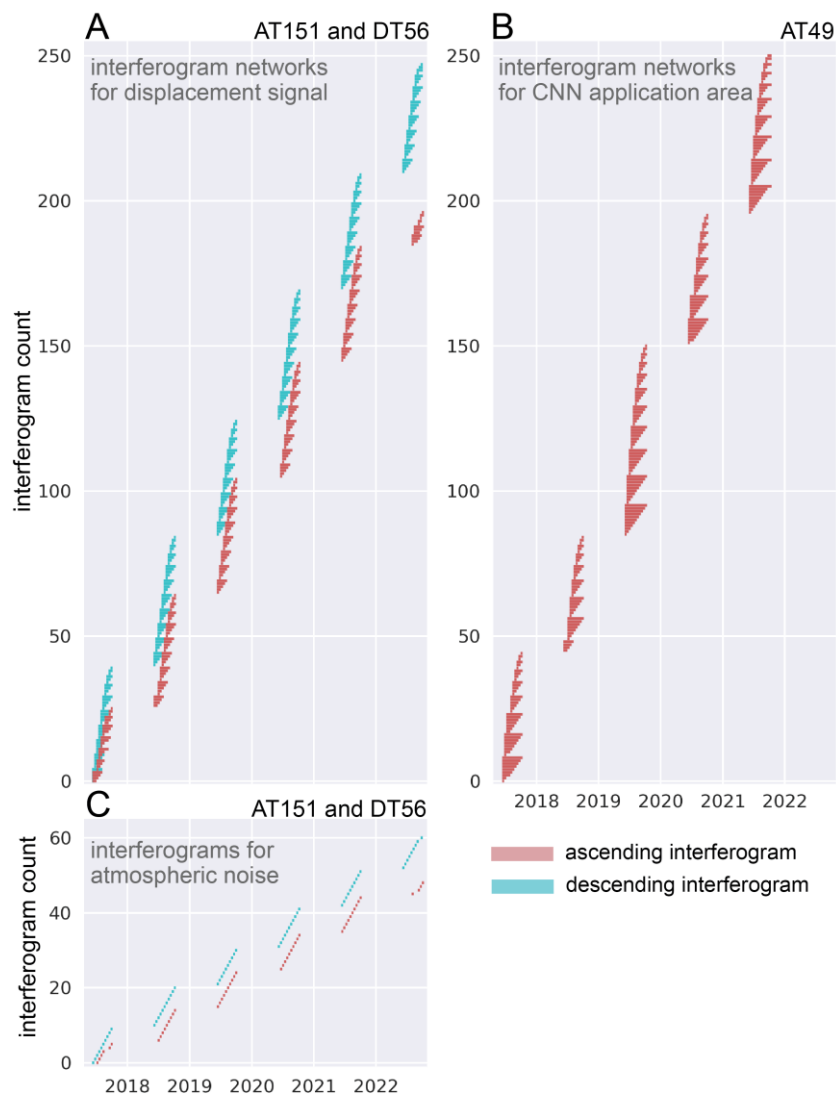 A
AT151 and DT56
interferogram networks
for displacement signal
250
200
150
100
50
0
interferogram count
B
AT49
interferogram networks
for CNN application area
250
200
150
100
50
0
2018 2019 2020 2021 2022
C
AT151 and DT56
interferograms for
atmospheric noise
60
40
20
0
interferogram count
2018 2019 2020 2021 2022
ascending interferogram
descending interferogram